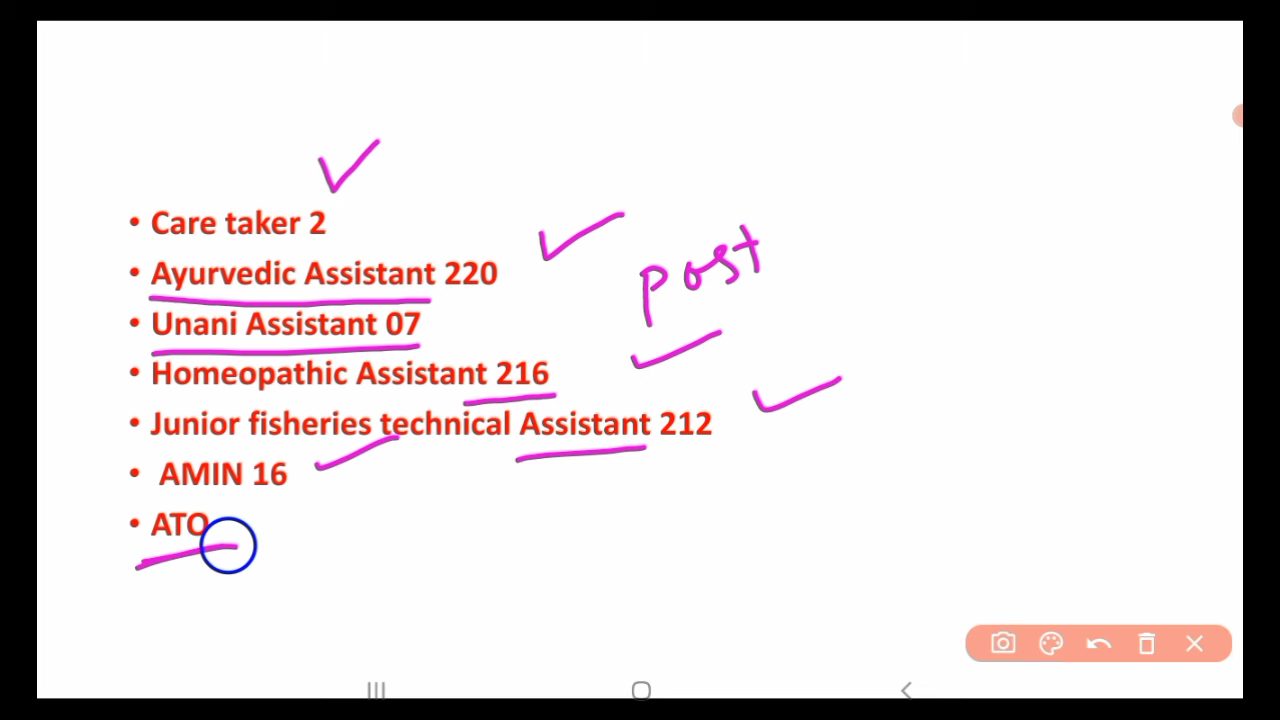 • Care taker 2
• Ayurvedic Assistant 220
post
• Unani Assistant 07
• Homeopathic Assistant 216
• Junior fisheries technical Assistant 212
• AMIN 16
• ATO